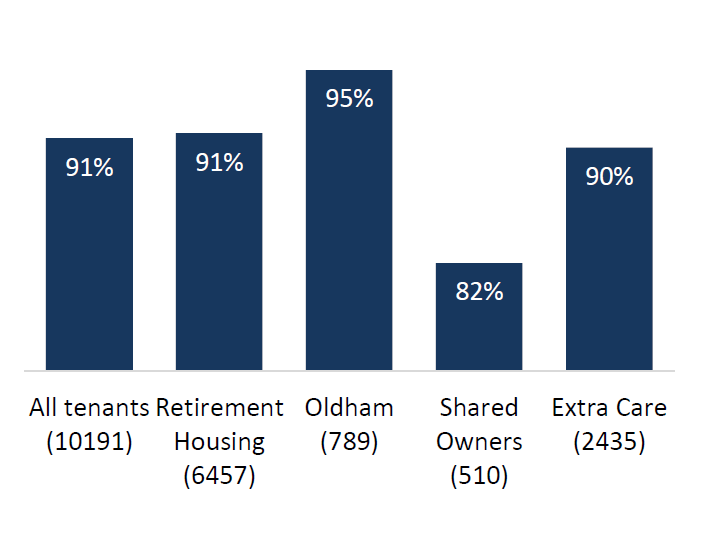 91%
91%
95%
82%
90%
All tenants
(10191)
Retirement
Housing
(6457)
Oldham
(789)
Shared
Owners
(510)
Extra Care
(2435)